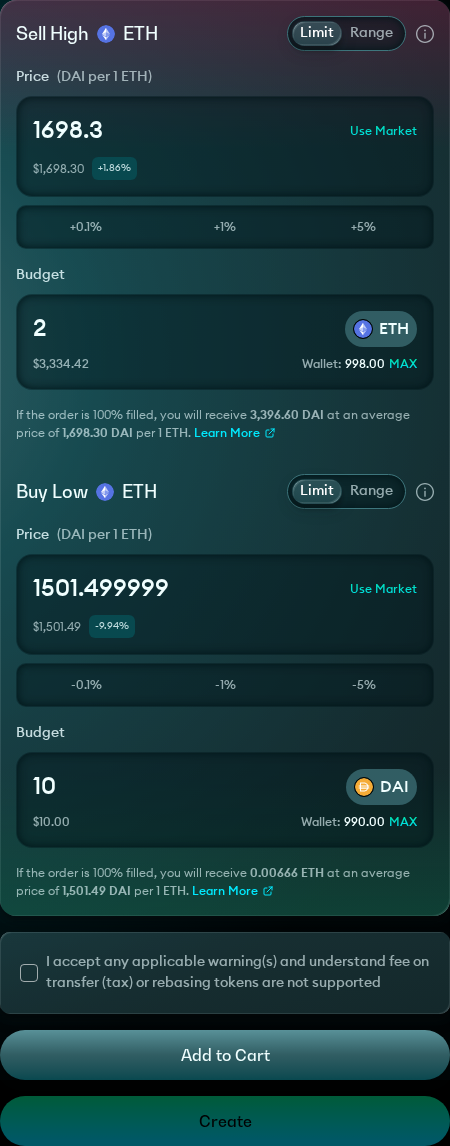 Sell High ETH Limit Range
Price (DAI per 1 ETH)
1698.3 Use Market
$1,698.30 +1.86%
+0.1% +1% +5%
Budget
2 ETH
$3,334.42 Wallet: 998.00 MAX
If the order is 100% filled, you will receive 3,396.60 DAI at an average
price of 1,698.30 DAI per 1 ETH. Learn More
Buy Low ETH Limit Range
Price (DAI per 1 ETH)
1501.499999 Use Market
$1,501.49 -9.94%
-0.1% -1% -5%
Budget
10 DAI
$10.00 Wallet: 990.00 MAX
If the order is 100% filled, you will receive 0.00666 ETH at an average
price of 1,501.49 DAI per 1 ETH. Learn More
I accept any applicable warning(s) and understand fee on
transfer (tax) or rebasing tokens are not supported
Add to Cart
Create